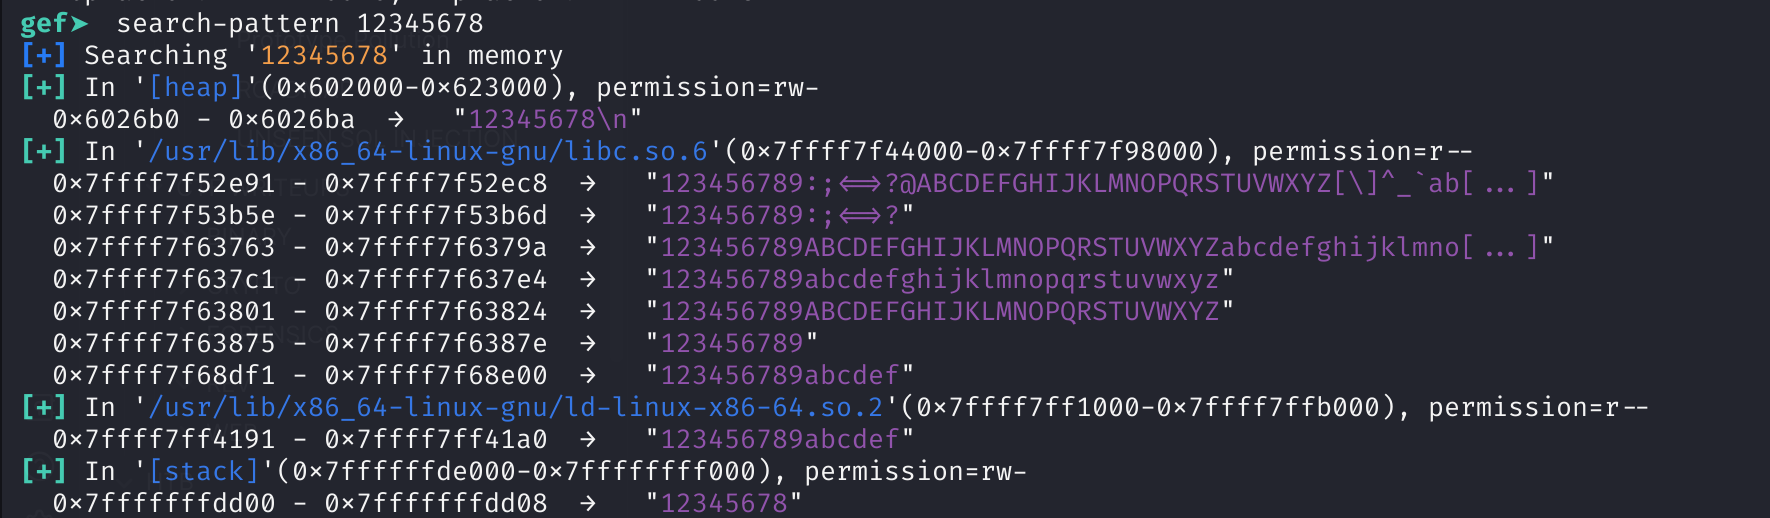 gef➤  search-pattern 12345678
[+] Searching '12345678' in memory
[+] In '[heap]'(0x602000-0x623000), permission=rw-
  0x6026b0 - 0x6026ba  →   "12345678\n"
[+] In '/usr/lib/x86_64-linux-gnu/libc.so.6'(0x7ffff7f44000-0x7ffff7f98000), permission=r--
  0x7ffff7f52e91 - 0x7ffff7f52ec8  →   "123456789:;<=>?@ABCDEFGHIJKLMNOPQRSTUVWXYZ[\]^_`ab[...]"
  0x7ffff7f53b5e - 0x7ffff7f53b6d  →   "123456789:;<=>?"
  0x7ffff7f63763 - 0x7ffff7f6379a  →   "123456789ABCDEFGHIJKLMNOPQRSTUVWXYZabcdefghijklmno[...]"
  0x7ffff7f637c1 - 0x7ffff7f637e4  →   "123456789abcdefghijklmnopqrstuvwxyz"
  0x7ffff7f63801 - 0x7ffff7f63824  →   "123456789ABCDEFGHIJKLMNOPQRSTUVWXYZ"
  0x7ffff7f63875 - 0x7ffff7f6387e  →   "123456789"
  0x7ffff7f68df1 - 0x7ffff7f68e00  →   "123456789abcdef"
[+] In '/usr/lib/x86_64-linux-gnu/ld-linux-x86-64.so.2'(0x7ffff7ff1000-0x7ffff7ffb000), permission=r--
  0x7ffff7ff4191 - 0x7ffff7ff41a0  →   "123456789abcdef"
[+] In '[stack]'(0x7ffffffde000-0x7ffffffff000), permission=rw-
  0x7fffffffdd00 - 0x7fffffffdd08  →   "12345678"